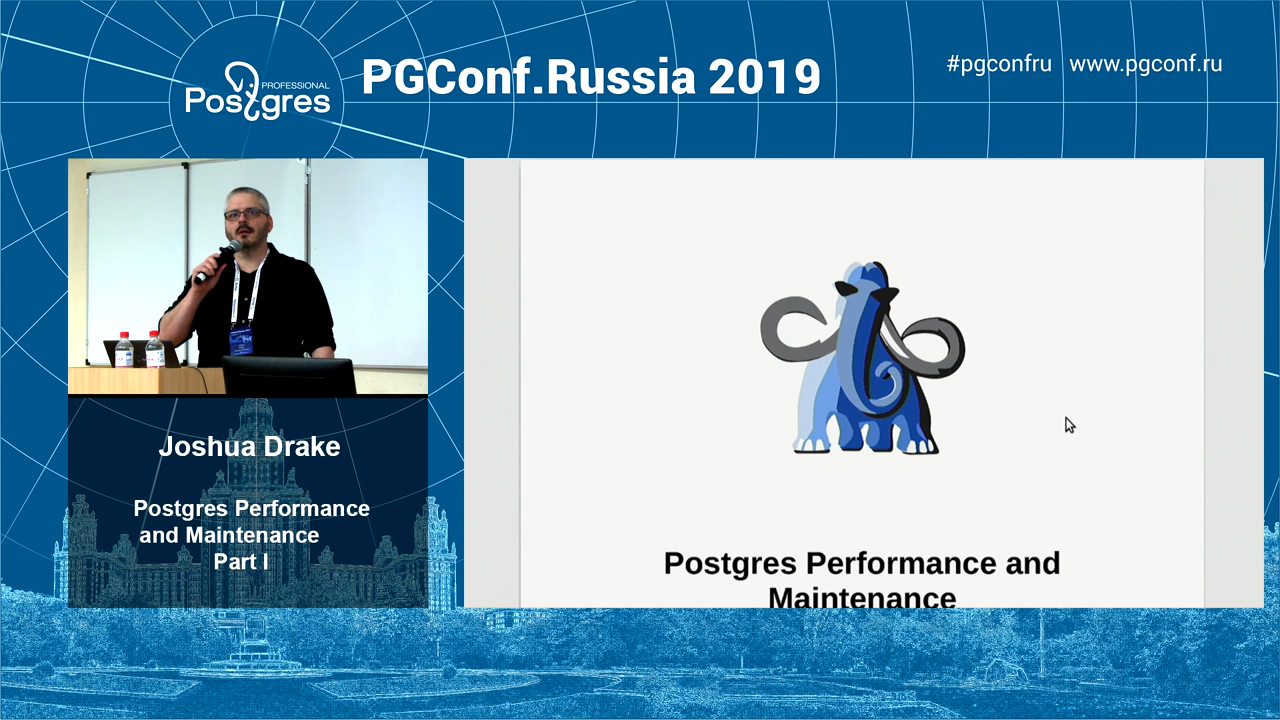 PROFESSIONAL
Postgres
PGConf.Russia 2019
#pgconfru www.pgconf.ru
Joshua Drake
Postgres Performance
and Maintenance
Part I
Postgres Performance and
Maintenance